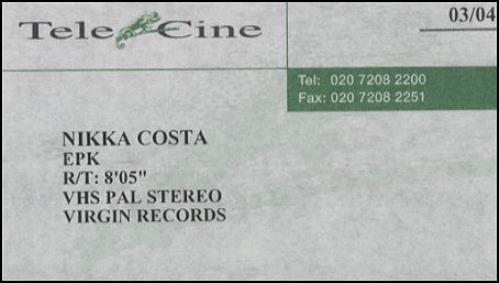 Tele Cine
03/04
Tel: 020 7208 2200
Fax: 020 7208 2251
NIKKA COSTA
EPK
R/T: 8'05"
VHS PAL STEREO
VIRGIN RECORDS